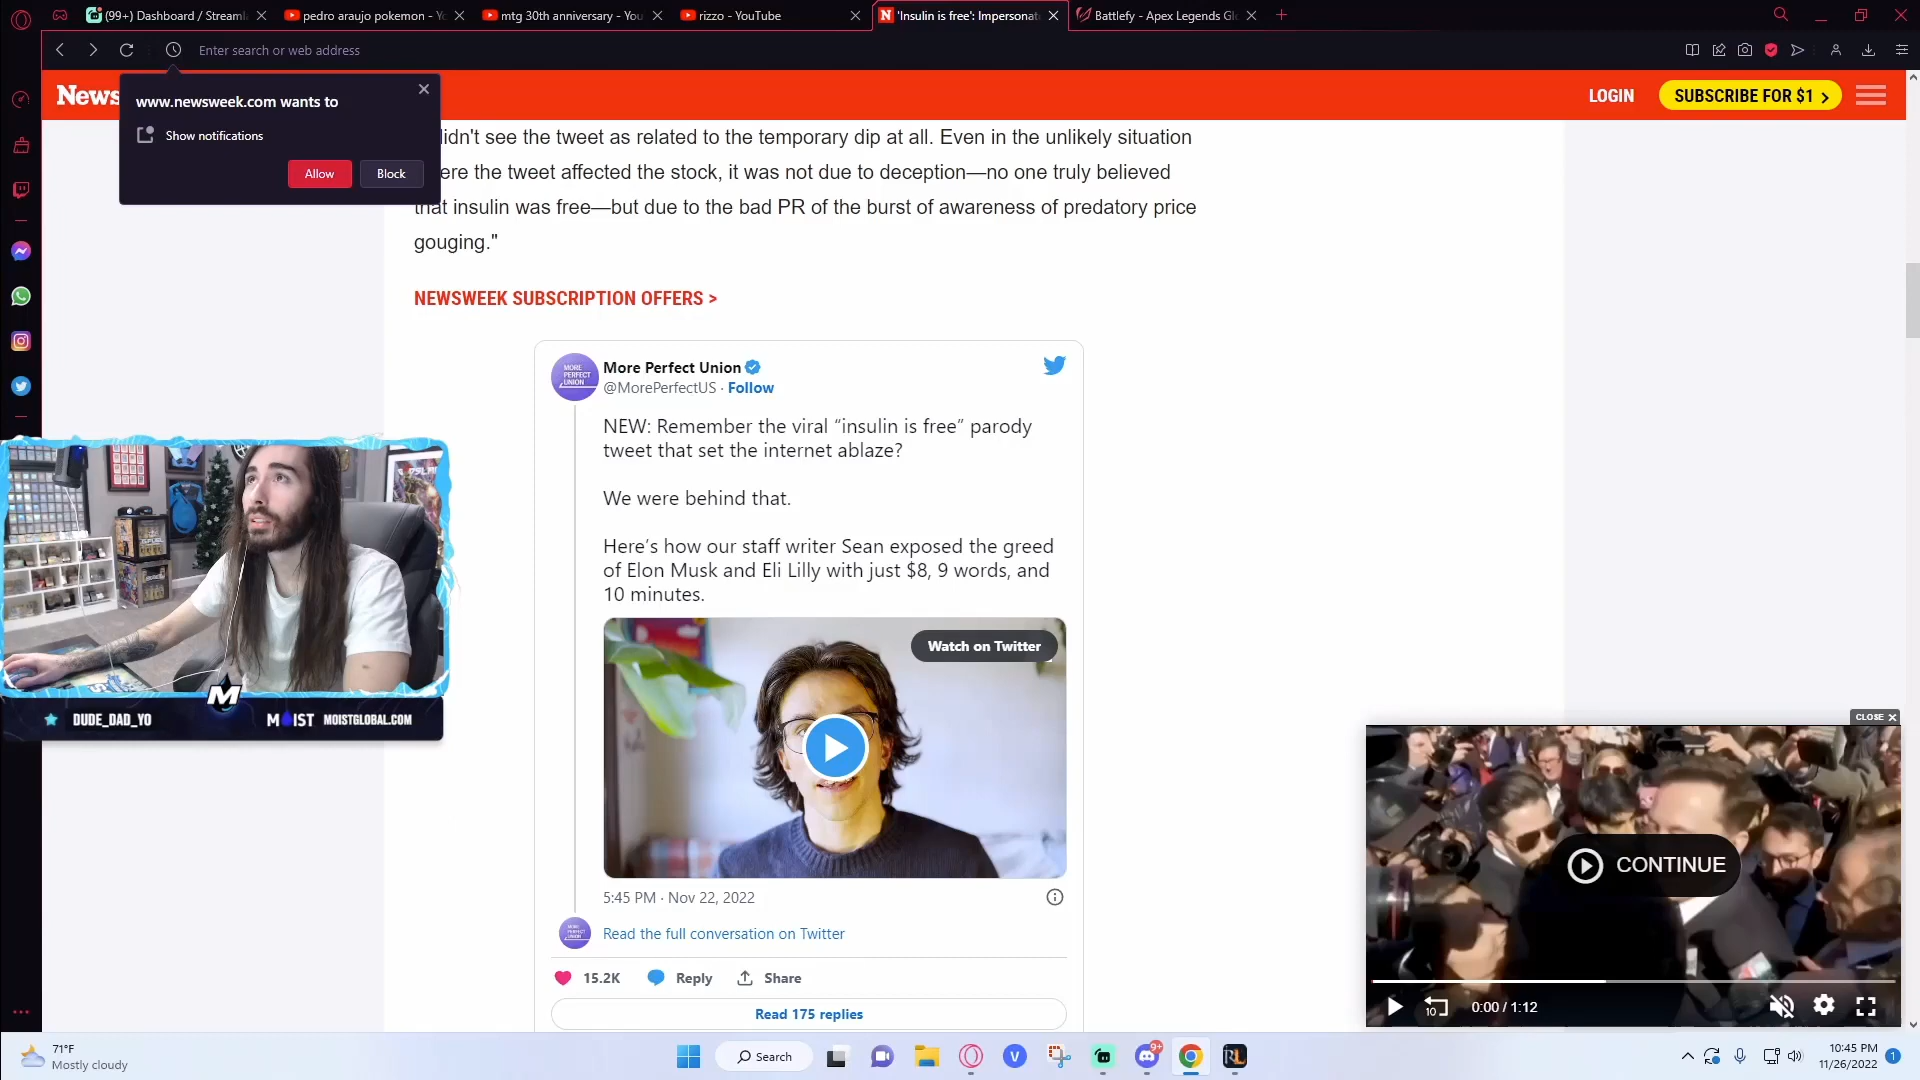 (99+) Dashboard / Streaml
pedro araujo pokemon - Yo
mtg 30th anniversary - You
rizzo - YouTube
'Insulin is free': Impersonat
Battlefy - Apex Legends Gl
Enter search or web address
News
LOGIN
SUBSCRIBE FOR $1 >
www.newsweek.com wants to
Show notifications
Allow
Block
idn't see the tweet as related to the temporary dip at all. Even in the unlikely situation
ere the tweet affected the stock, it was not due to deception—no one truly believed
that insulin was free—but due to the bad PR of the burst of awareness of predatory price
gouging."
NEWSWEEK SUBSCRIPTION OFFERS >
MORE PERFECT UNION
More Perfect Union
@MorePerfectUS · Follow
NEW: Remember the viral “insulin is free” parody
tweet that set the internet ablaze?
We were behind that.
Here’s how our staff writer Sean exposed the greed
of Elon Musk and Eli Lilly with just $8, 9 words, and
10 minutes.
Watch on Twitter
5:45 PM · Nov 22, 2022
Read the full conversation on Twitter
15.2K
Reply
Share
Read 175 replies
M
DUDE_DAD_YO
MOIST
MOISTGLOBAL.COM
CLOSE X
CONTINUE
10
0:00 / 1:12
71°F
Mostly cloudy
Search
V
9+
RL
10:45 PM
11/26/2022
1